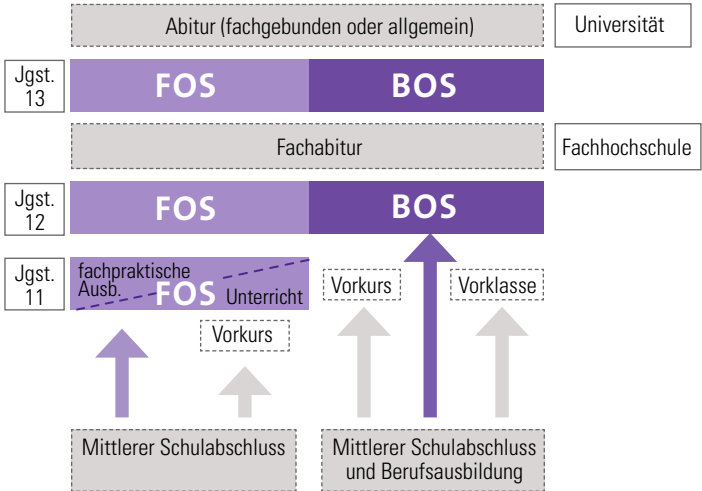 Abitur (fachgebunden oder allgemein)
Universität
Jgst.
13
FOS
BOS
Fachabitur
Fachhochschule
Jgst.
12
FOS
BOS
Jgst.
11
fachpraktische
Ausb.
FOS
Unterricht
Vorkurs
Vorkurs
Vorklasse
Mittlerer Schulabschluss
Mittlerer Schulabschluss
und Berufsausbildung